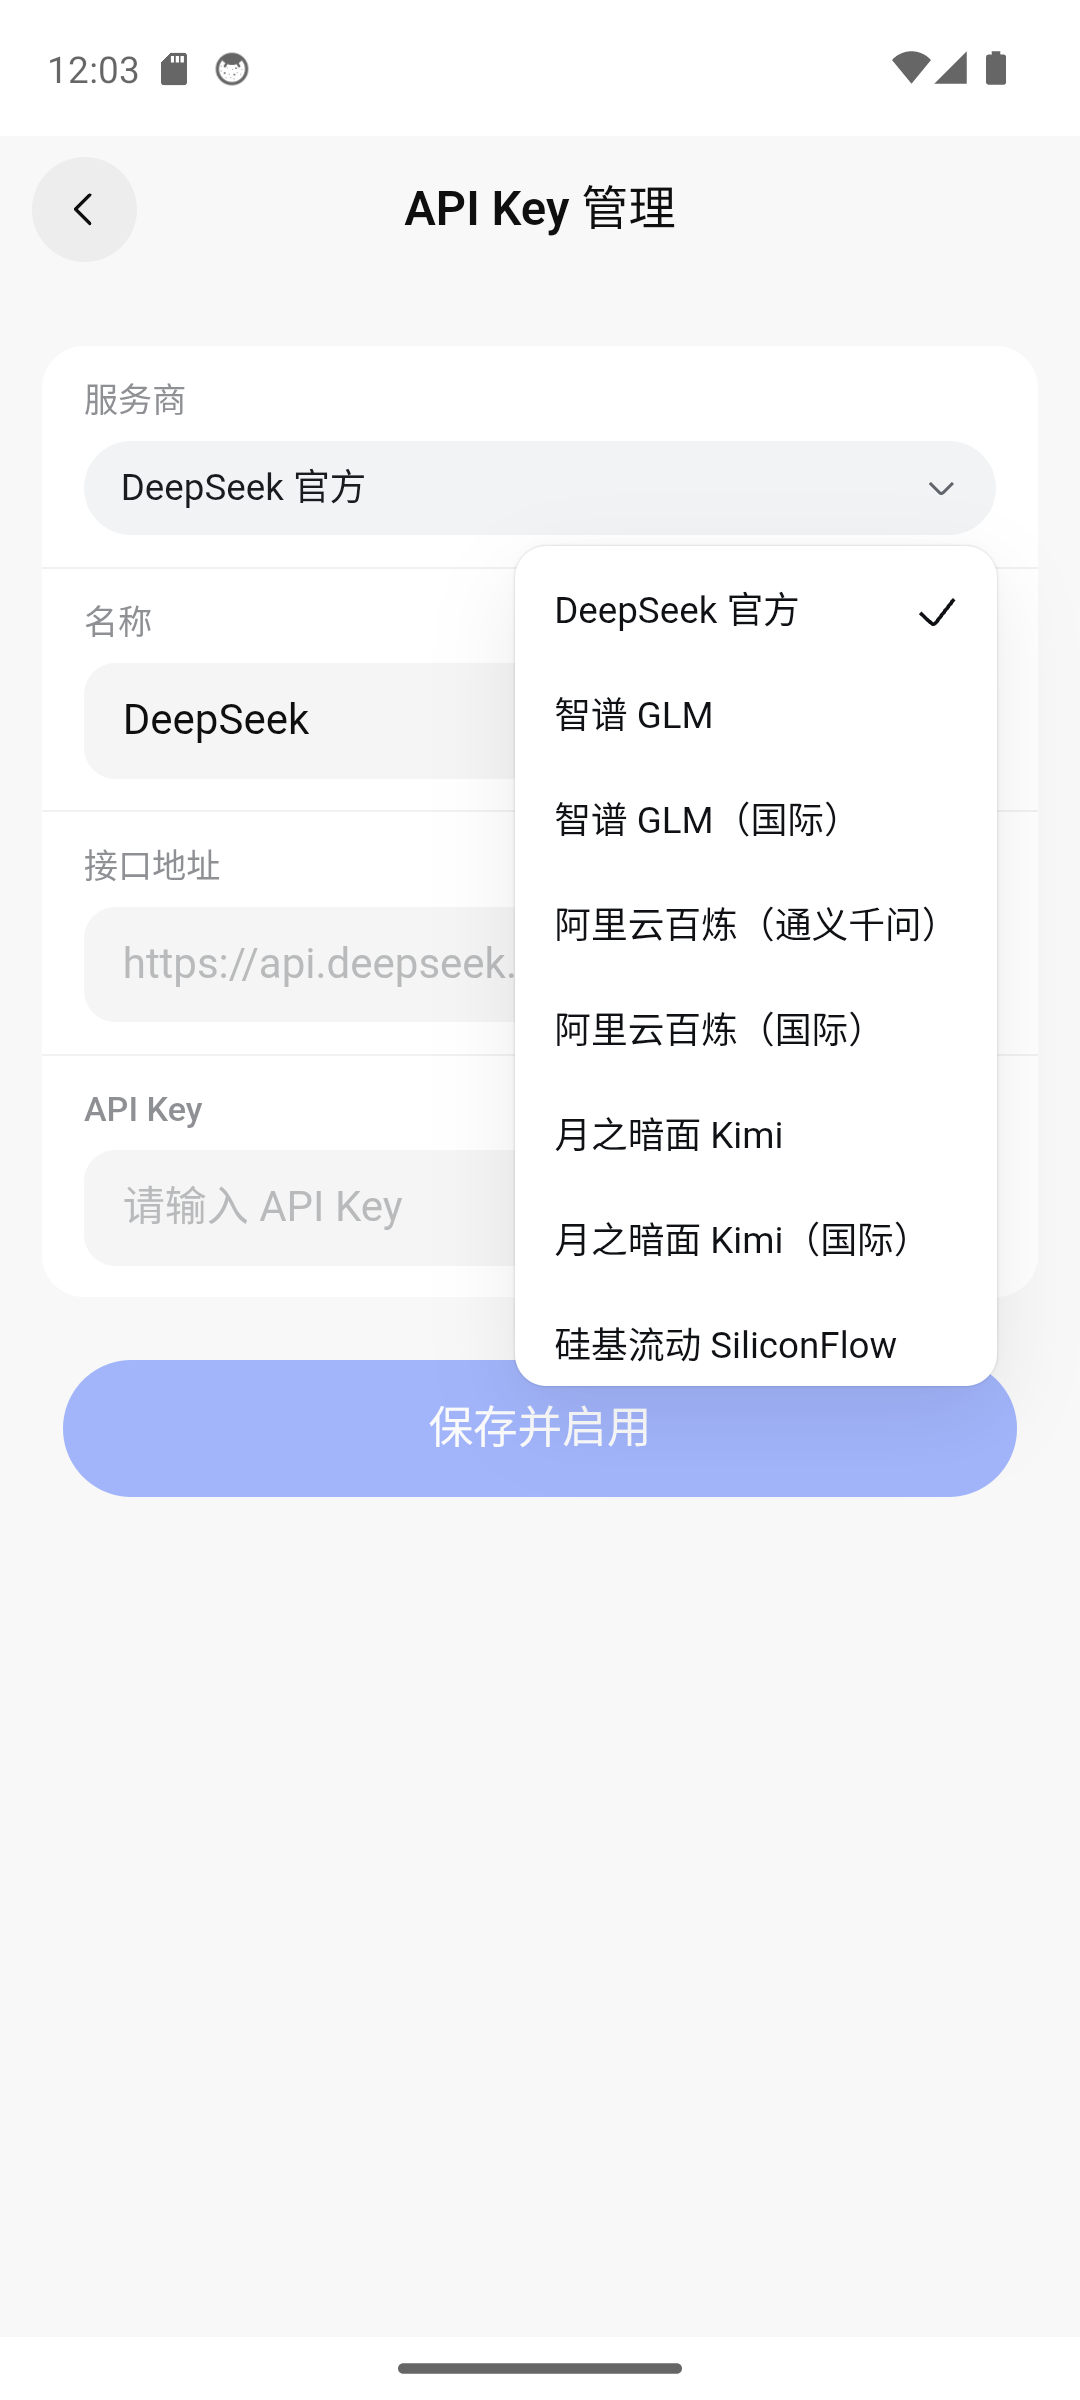 12:03
API Key 管理
服务商
DeepSeek 官方
DeepSeek 官方
智谱 GLM
智谱 GLM（国际）
阿里云百炼（通义千问）
阿里云百炼（国际）
月之暗面 Kimi
月之暗面 Kimi（国际）
硅基流动 SiliconFlow
名称
DeepSeek
接口地址
https://api.deepseek.
API Key
请输入 API Key
保存并启用